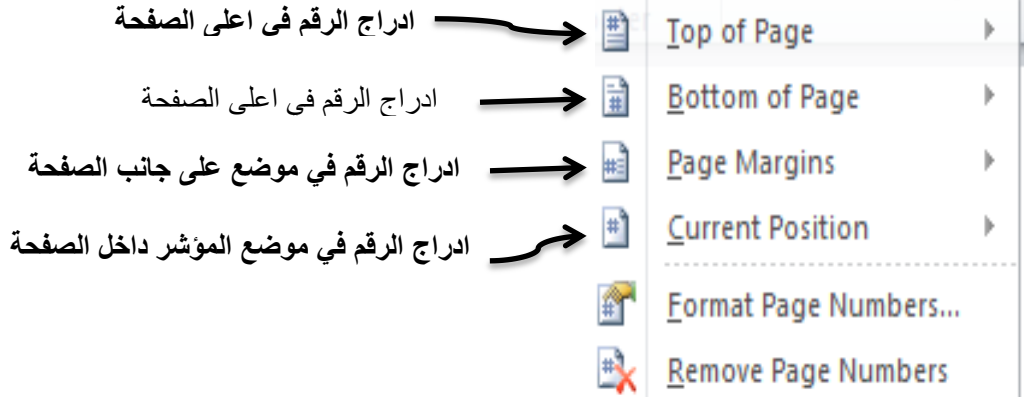 ادراج الرقم فى اعلى الصفحة
Top of Page
ادراج الرقم فى اعلى الصفحة
Bottom of Page
ادراج الرقم في موضع على جانب الصفحة
Page Margins
ادراج الرقم في موضع المؤشر داخل الصفحة
Current Position
Format Page Numbers...
Remove Page Numbers